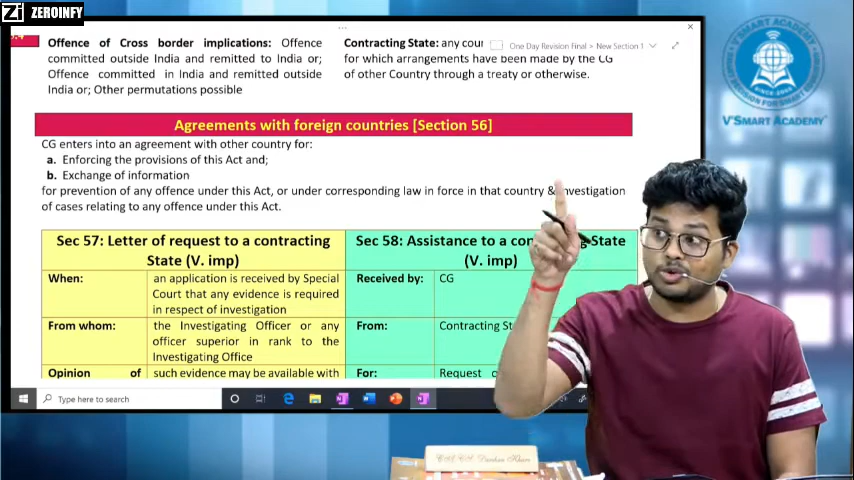 ZEROINFY
Offence of Cross border implications: Offence
committed outside India and remitted to India or;
Offence committed in India and remitted outside
India or; Other permutations possible
Contracting State: any
for which arrangements have been made by the CG
of other Country through a treaty or otherwise.
One Day Revision Final > New Section 1
V'SMART ACADEMY
Agreements with foreign countries [Section 56]
CG enters into an agreement with other country for:
a. Enforcing the provisions of this Act and;
b. Exchange of information
for prevention of any offence under this Act, or under corresponding law in force in that country & investigation
of cases relating to any offence under this Act.
Sec 57: Letter of request to a contracting
State (V. imp)
When: an application is received by Special
Court that any evidence is required
in respect of investigation
From whom: the Investigating Officer or any
officer superior in rank to the
Investigating Office
Opinion of such evidence may be available with
Sec 58: Assistance to a State
(V. imp)
Received by: CG
From: Contracting
For: Request
Type here to search